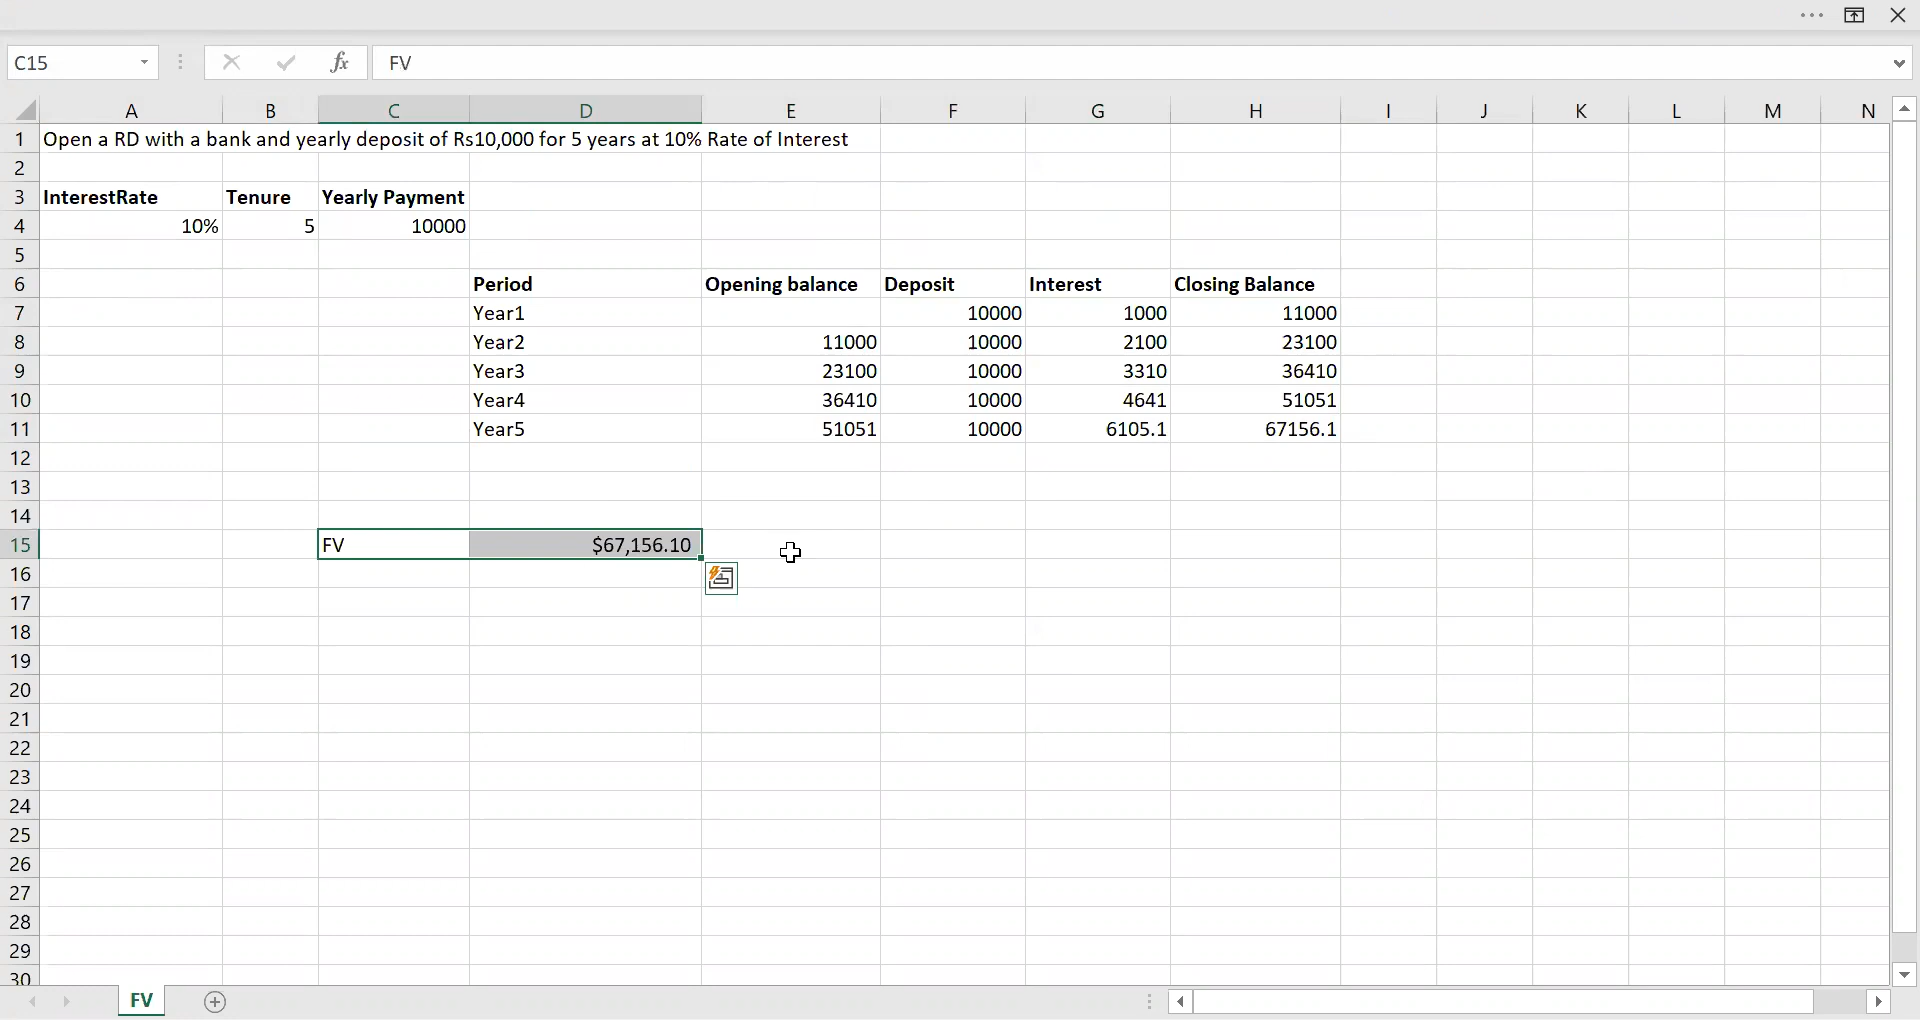 C15 fx FV
A B C D E F G H I J K L M N
1 Open a RD with a bank and yearly deposit of Rs10,000 for 5 years at 10% Rate of Interest
2
3 InterestRate Tenure Yearly Payment
4 10% 5 10000
5
6 Period Opening balance Deposit Interest Closing Balance
7 Year1 10000 1000 11000
8 Year2 11000 10000 2100 23100
9 Year3 23100 10000 3310 36410
10 Year4 36410 10000 4641 51051
11 Year5 51051 10000 6105.1 67156.1
12
13
14
15 FV $67,156.10
16
17
18
19
20
21
22
23
24
25
26
27
28
29
30
FV